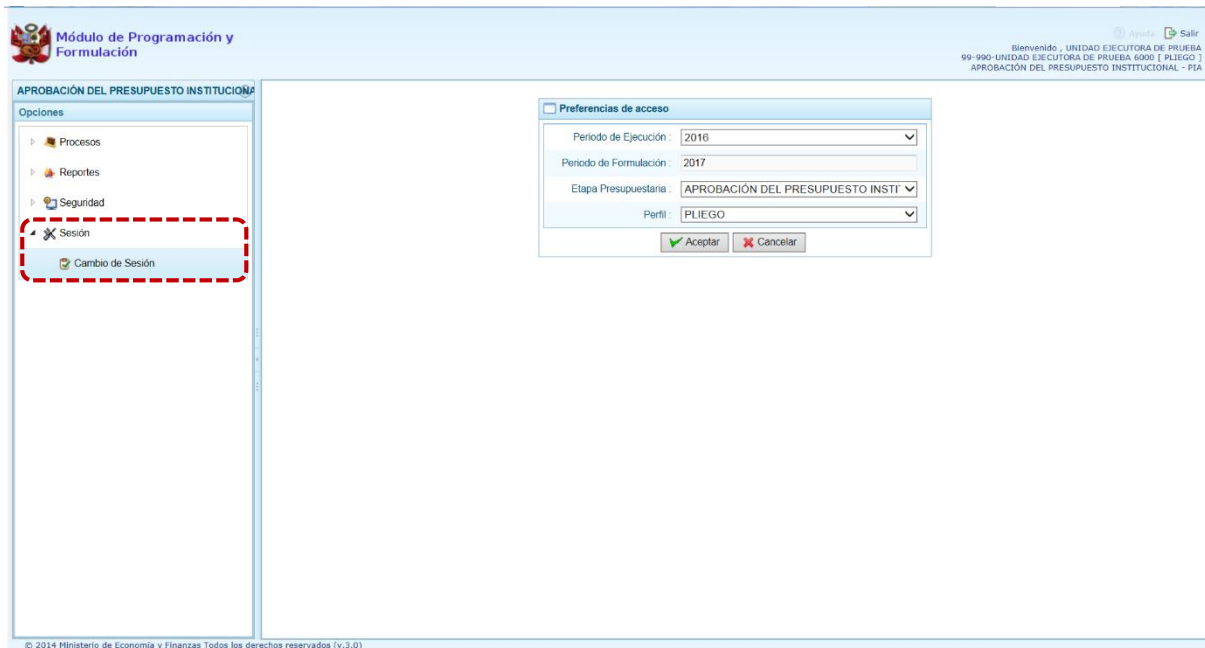 Módulo de Programación y
Formulación
Ayuda Salir
Bienvenido , UNIDAD EJECUTORA DE PRUEBA
99-990-UNIDAD EJECUTORA DE PRUEBA 6000 [ PLIEGO ]
APROBACIÓN DEL PRESUPUESTO INSTITUCIONAL - PIA
APROBACIÓN DEL PRESUPUESTO INSTITUCIONA
Opciones
Procesos
Reportes
Seguridad
Sesión
Cambio de Sesión
Preferencias de acceso
Periodo de Ejecución : 2016
Periodo de Formulación : 2017
Etapa Presupuestaria : APROBACIÓN DEL PRESUPUESTO INSTIT
Perfil : PLIEGO
Aceptar Cancelar
© 2014 Ministerio de Economía y Finanzas Todos los derechos reservados (v.3.0)